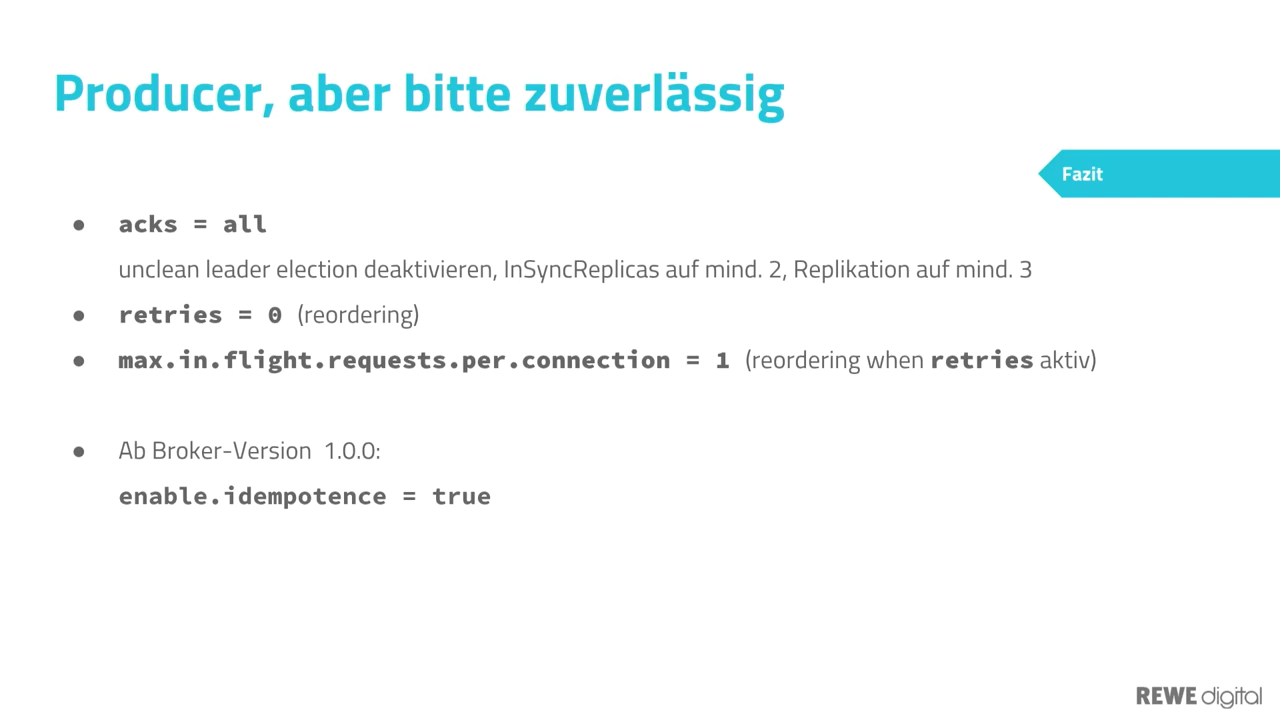 Producer, aber bitte zuverlässig
Fazit
● acks = all
unclean leader election deaktivieren, InSyncReplicas auf mind. 2, Replikation auf mind. 3
● retries = 0 (reordering)
● max.in.flight.requests.per.connection = 1 (reordering when retries aktiv)
● Ab Broker-Version 1.0.0:
enable.idempotence = true
REWE digital